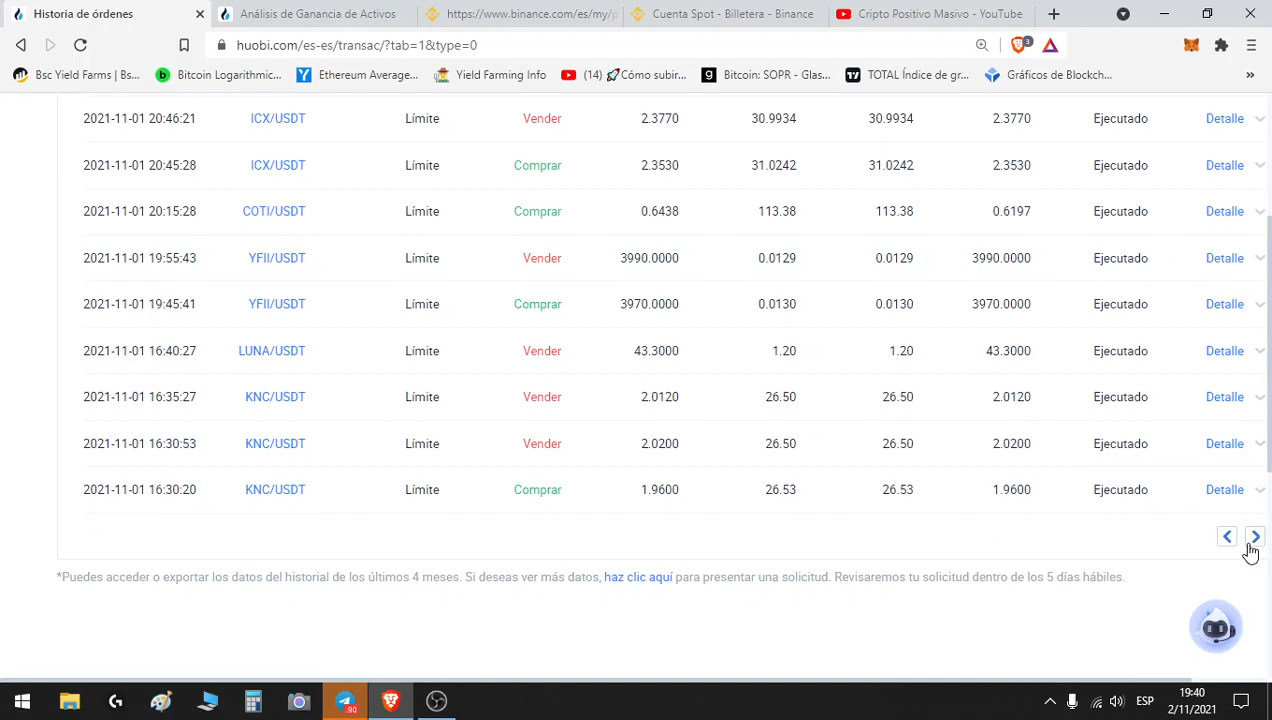 Historia de órdenes
Análisis de Ganancia de Activos
https://www.binance.com/es/my/
Cuenta Spot - Billetera - Binance
Cripto Positivo Masivo - YouTube
huobi.com/es-es/transac/?tab=1&type=0
3
Bsc Yield Farms | Bs...
Bitcoin Logarithmic...
Ethereum Average...
Yield Farming Info
(14) 🚀Cómo subir...
Bitcoin: SOPR - Glas...
TOTAL Índice de gr...
Gráficos de Blockch...
»
2021-11-01 20:46:21 ICX/USDT Límite Vender 2.3770 30.9934 30.9934 2.3770 Ejecutado Detalle
2021-11-01 20:45:28 ICX/USDT Límite Comprar 2.3530 31.0242 31.0242 2.3530 Ejecutado Detalle
2021-11-01 20:15:28 COTI/USDT Límite Comprar 0.6438 113.38 113.38 0.6197 Ejecutado Detalle
2021-11-01 19:55:43 YFII/USDT Límite Vender 3990.0000 0.0129 0.0129 3990.0000 Ejecutado Detalle
2021-11-01 19:45:41 YFII/USDT Límite Comprar 3970.0000 0.0130 0.0130 3970.0000 Ejecutado Detalle
2021-11-01 16:40:27 LUNA/USDT Límite Vender 43.3000 1.20 1.20 43.3000 Ejecutado Detalle
2021-11-01 16:35:27 KNC/USDT Límite Vender 2.0120 26.50 26.50 2.0120 Ejecutado Detalle
2021-11-01 16:30:53 KNC/USDT Límite Vender 2.0200 26.50 26.50 2.0200 Ejecutado Detalle
2021-11-01 16:30:20 KNC/USDT Límite Comprar 1.9600 26.53 26.53 1.9600 Ejecutado Detalle
*Puedes acceder o exportar los datos del historial de los últimos 4 meses. Si deseas ver más datos, haz clic aquí para presentar una solicitud. Revisaremos tu solicitud dentro de los 5 días hábiles.
90
ESP
19:40
2/11/2021